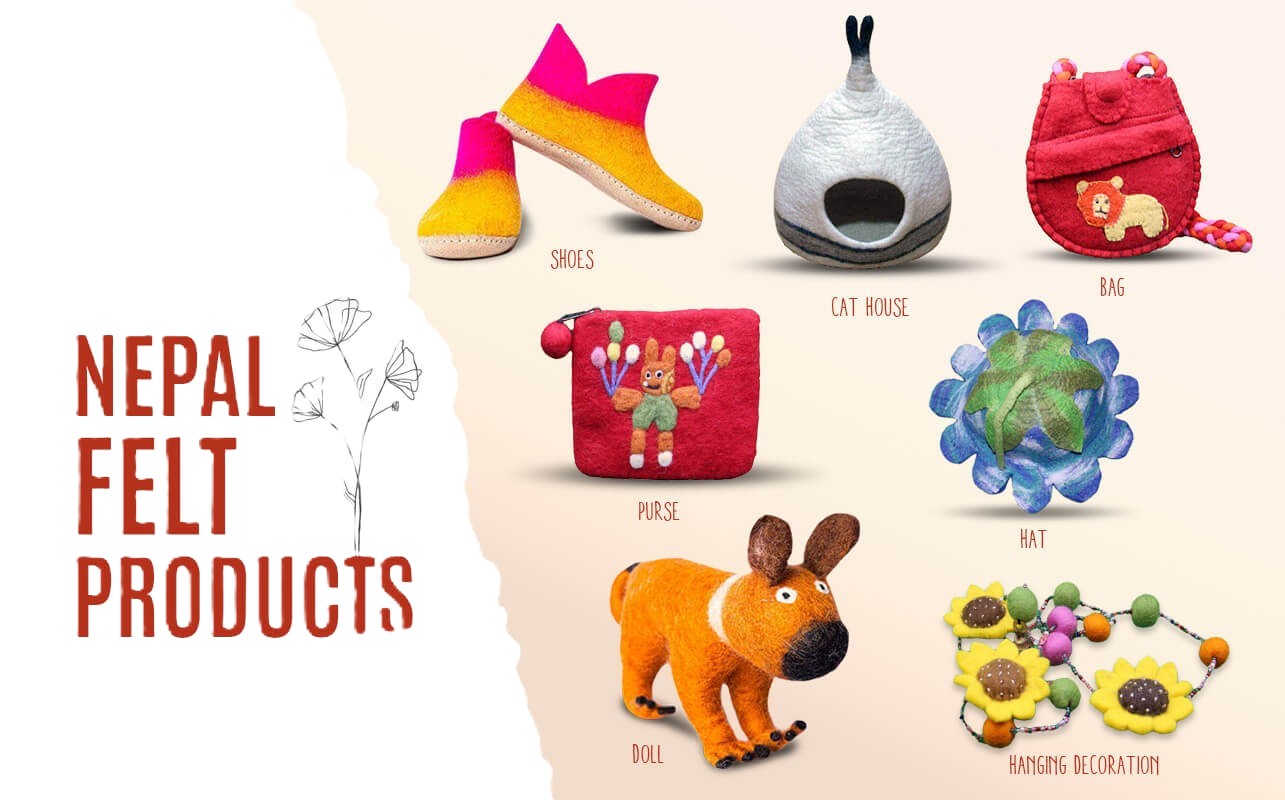 NEPAL
FELT
PRODUCTS
SHOES
CAT HOUSE
BAG
PURSE
HAT
DOLL
HANGING DECORATION